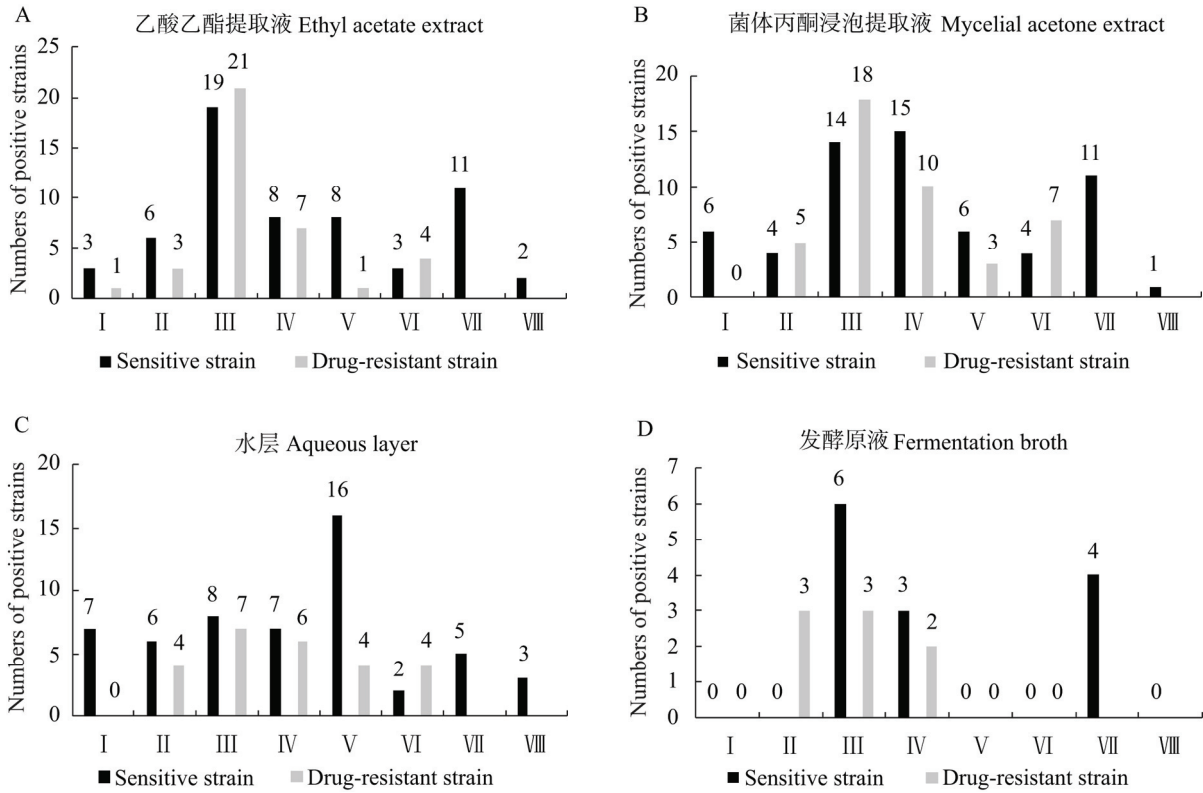 A
乙酸乙酯提取液 Ethyl acetate extract
Numbers of positive strains
25
20
15
10
5
0
3 1 6 3 19 21 8 7 8 1 3 4 11 2
Ⅰ Ⅱ Ⅲ Ⅳ Ⅴ Ⅵ Ⅶ Ⅷ
Sensitive strain Drug-resistant strain
B
菌体丙酮浸泡提取液 Mycelial acetone extract
Numbers of positive strains
20
15
10
5
0
6 0 4 5 14 18 15 10 6 3 4 7 11 1
Ⅰ Ⅱ Ⅲ Ⅳ Ⅴ Ⅵ Ⅶ Ⅷ
Sensitive strain Drug-resistant strain
C
水层 Aqueous layer
Numbers of positive strains
20
15
10
5
0
7 0 6 4 8 7 7 6 16 4 2 4 5 3
Ⅰ Ⅱ Ⅲ Ⅳ Ⅴ Ⅵ Ⅶ Ⅷ
Sensitive strain Drug-resistant strain
D
发酵原液 Fermentation broth
Numbers of positive strains
7
6
5
4
3
2
1
0
0 0 0 3 6 3 3 2 0 0 0 0 4 0
Ⅰ Ⅱ Ⅲ Ⅳ Ⅴ Ⅵ Ⅶ Ⅷ
Sensitive strain Drug-resistant strain